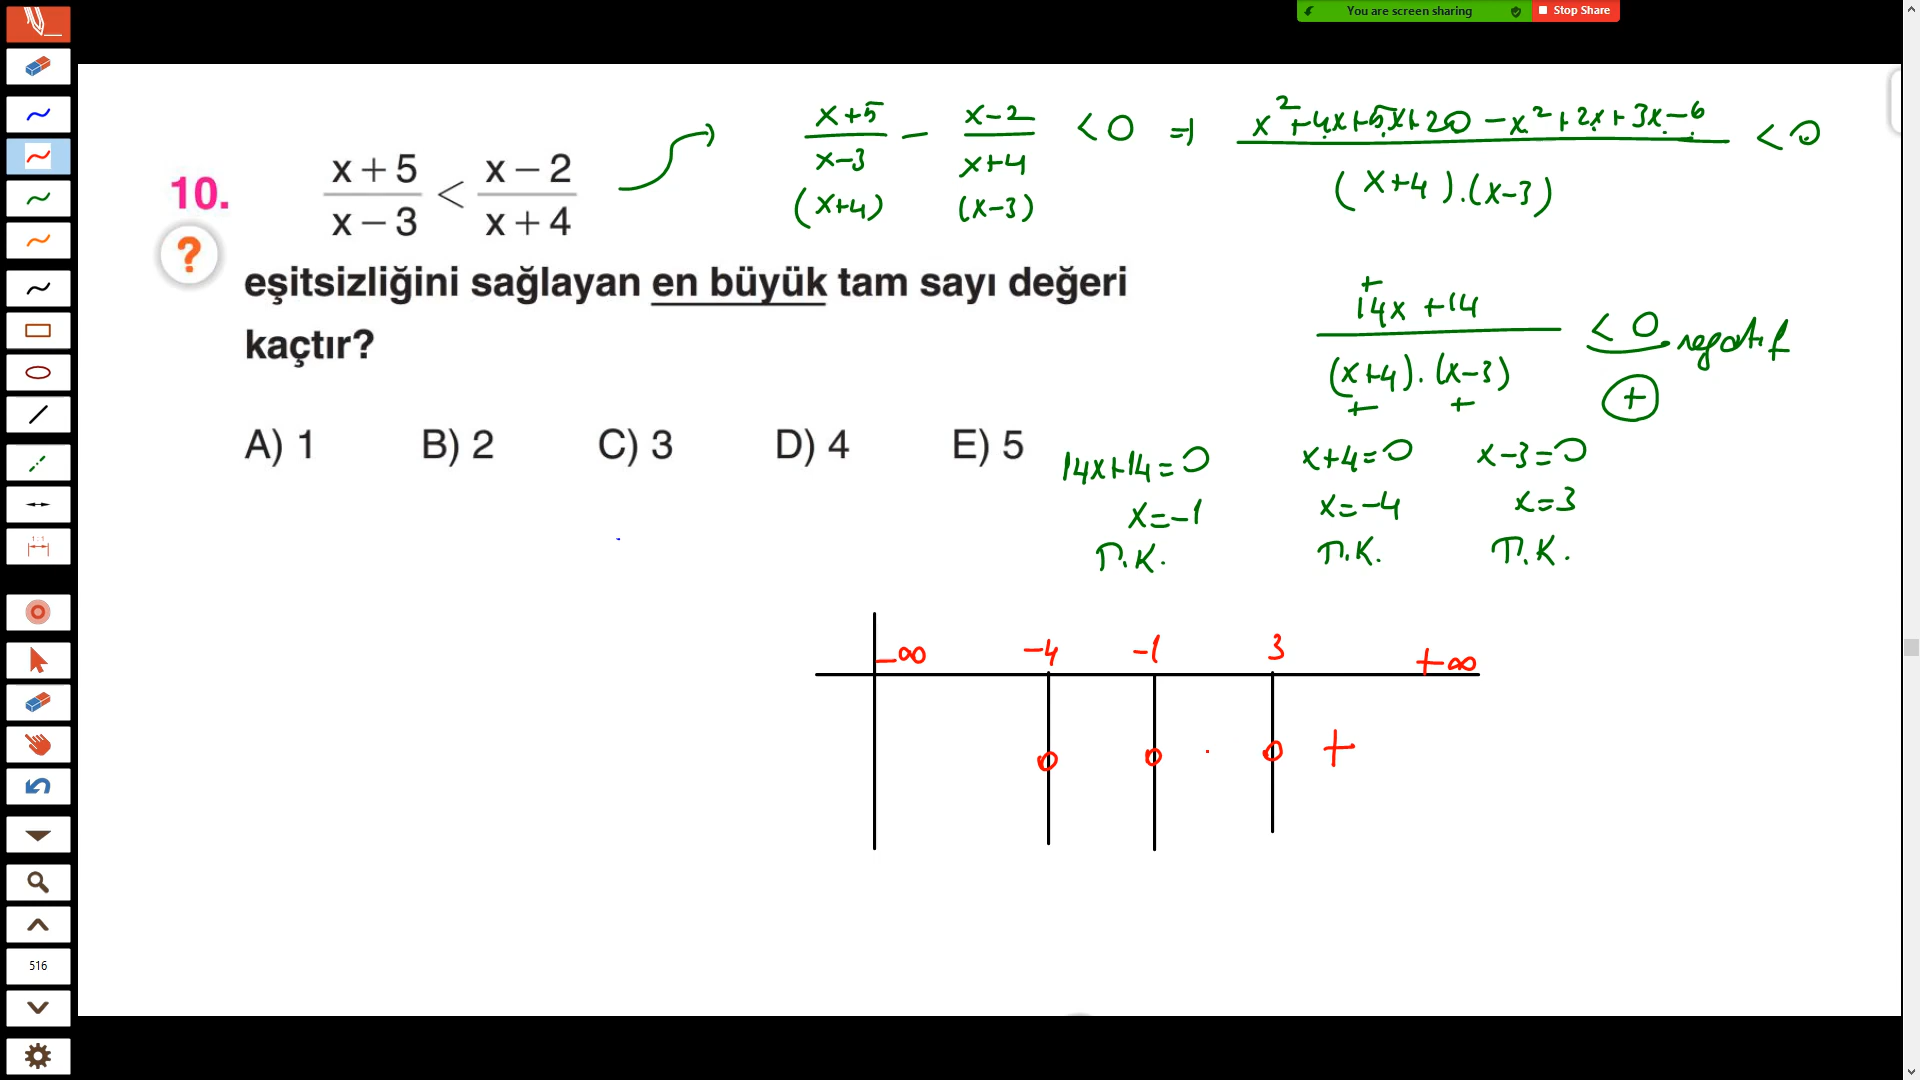 You are screen sharing
Stop Share
10.
x + 5 / x − 3 < x − 2 / x + 4
x+5 / x−3 − x−2 / x+4 < 0 ⇒ x²+4x+5x+20−x²+2x+3x−6 / (x+4).(x−3) < 0
(x+4) (x−3)
eşitsizliğini sağlayan en büyük tam sayı değeri
kaçtır?
+
14x+14 / (x+4).(x−3) < 0 negatif
+ + +
A) 1 B) 2 C) 3 D) 4 E) 5
14x+14=0 x+4=0 x−3=0
x=−1 x=−4 x=3
T.K. T.K. T.K.
−∞ −4 −1 3 +∞
o o o +
1:1
516